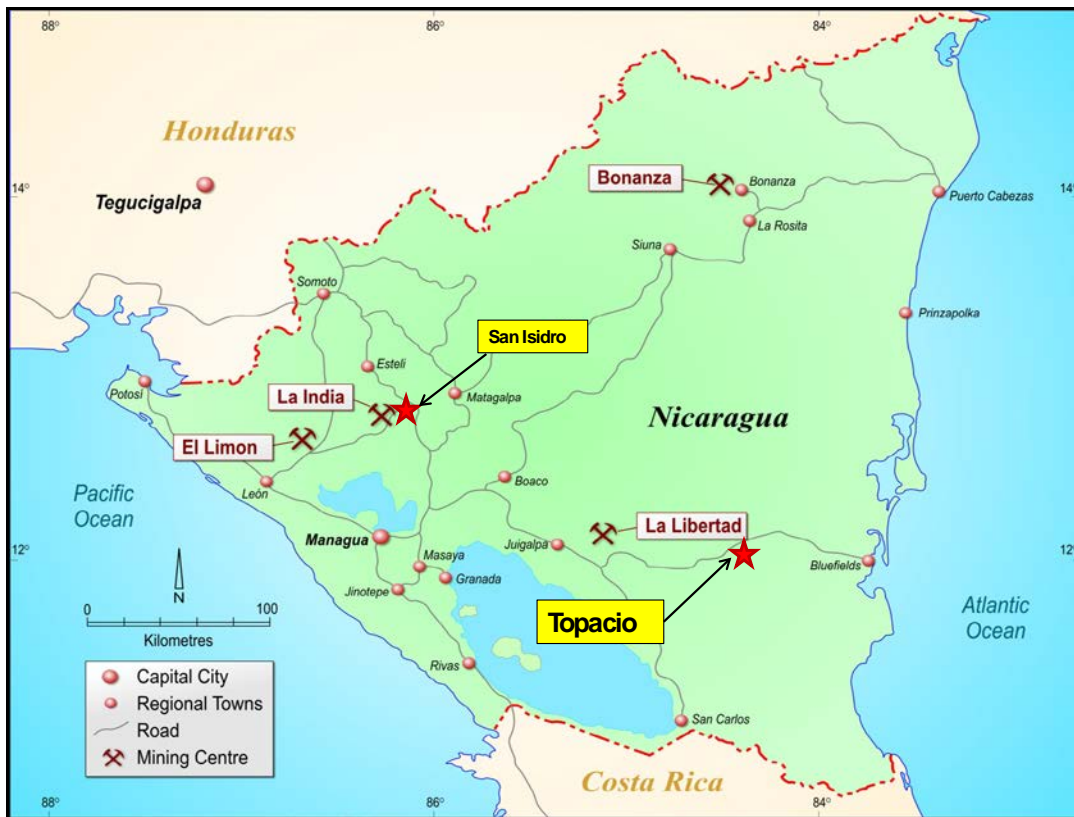 88°
86°
84°
Honduras
14°
Tegucigalpa
Bonanza
Bonanza
14°
Puerto Cabezas
La Rosita
Siuna
Somoto
Prinzapolka
San Isidro
Esteli
Potosí
La India
Matagalpa
Nicaragua
El Limon
León
Boaco
Pacific
Ocean
La Libertad
Managua
Juigalpa
12°
12°
Masaya
Bluefields
Granada
Jinotepe
N
0
100
Kilometres
Topacio
Atlantic
Ocean
Rivas
Capital City
Regional Towns
Road
Mining Centre
San Carlos
Costa Rica
88°
86°
84°